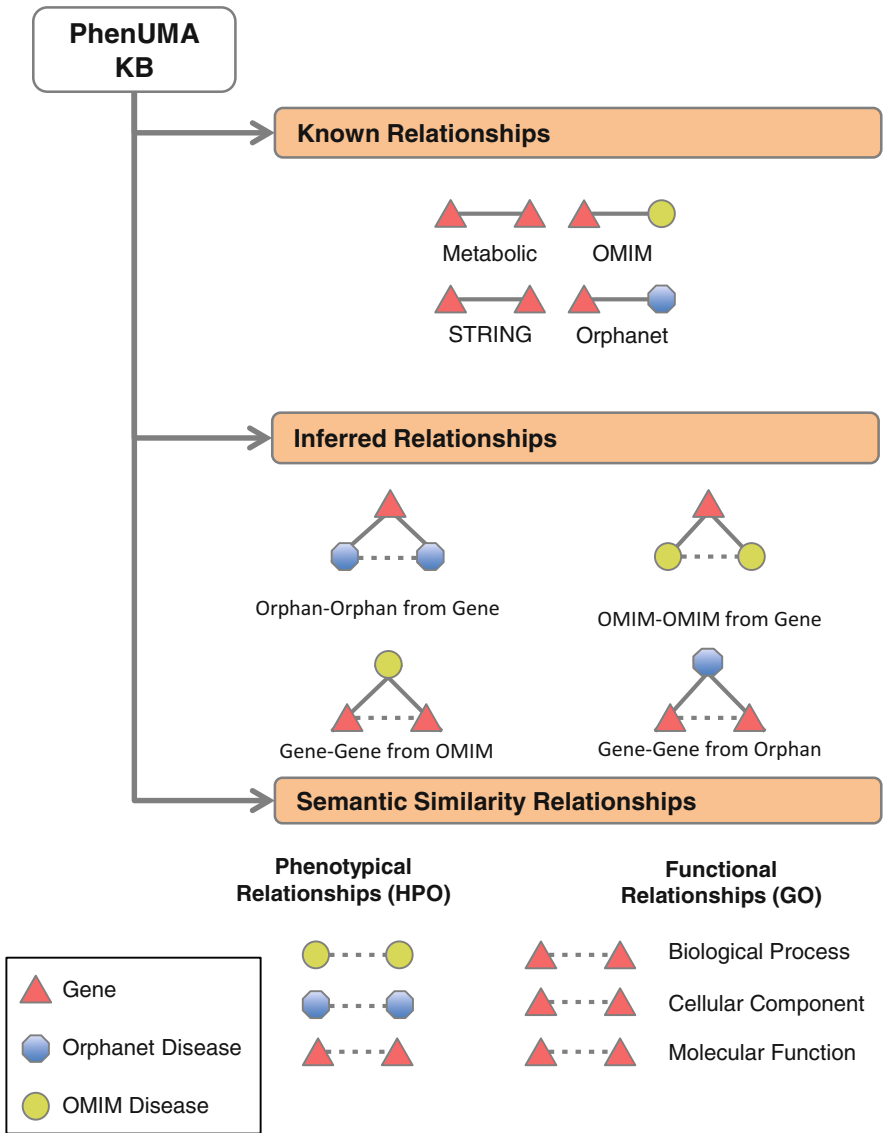 PhenUMA
KB
Known Relationships
Metabolic
OMIM
STRING
Orphanet
Inferred Relationships
Orphan-Orphan from Gene
OMIM-OMIM from Gene
Gene-Gene from OMIM
Gene-Gene from Orphan
Semantic Similarity Relationships
Phenotypical
Relationships (HPO)
Functional
Relationships (GO)
Biological Process
Cellular Component
Molecular Function
Gene
Orphanet Disease
OMIM Disease